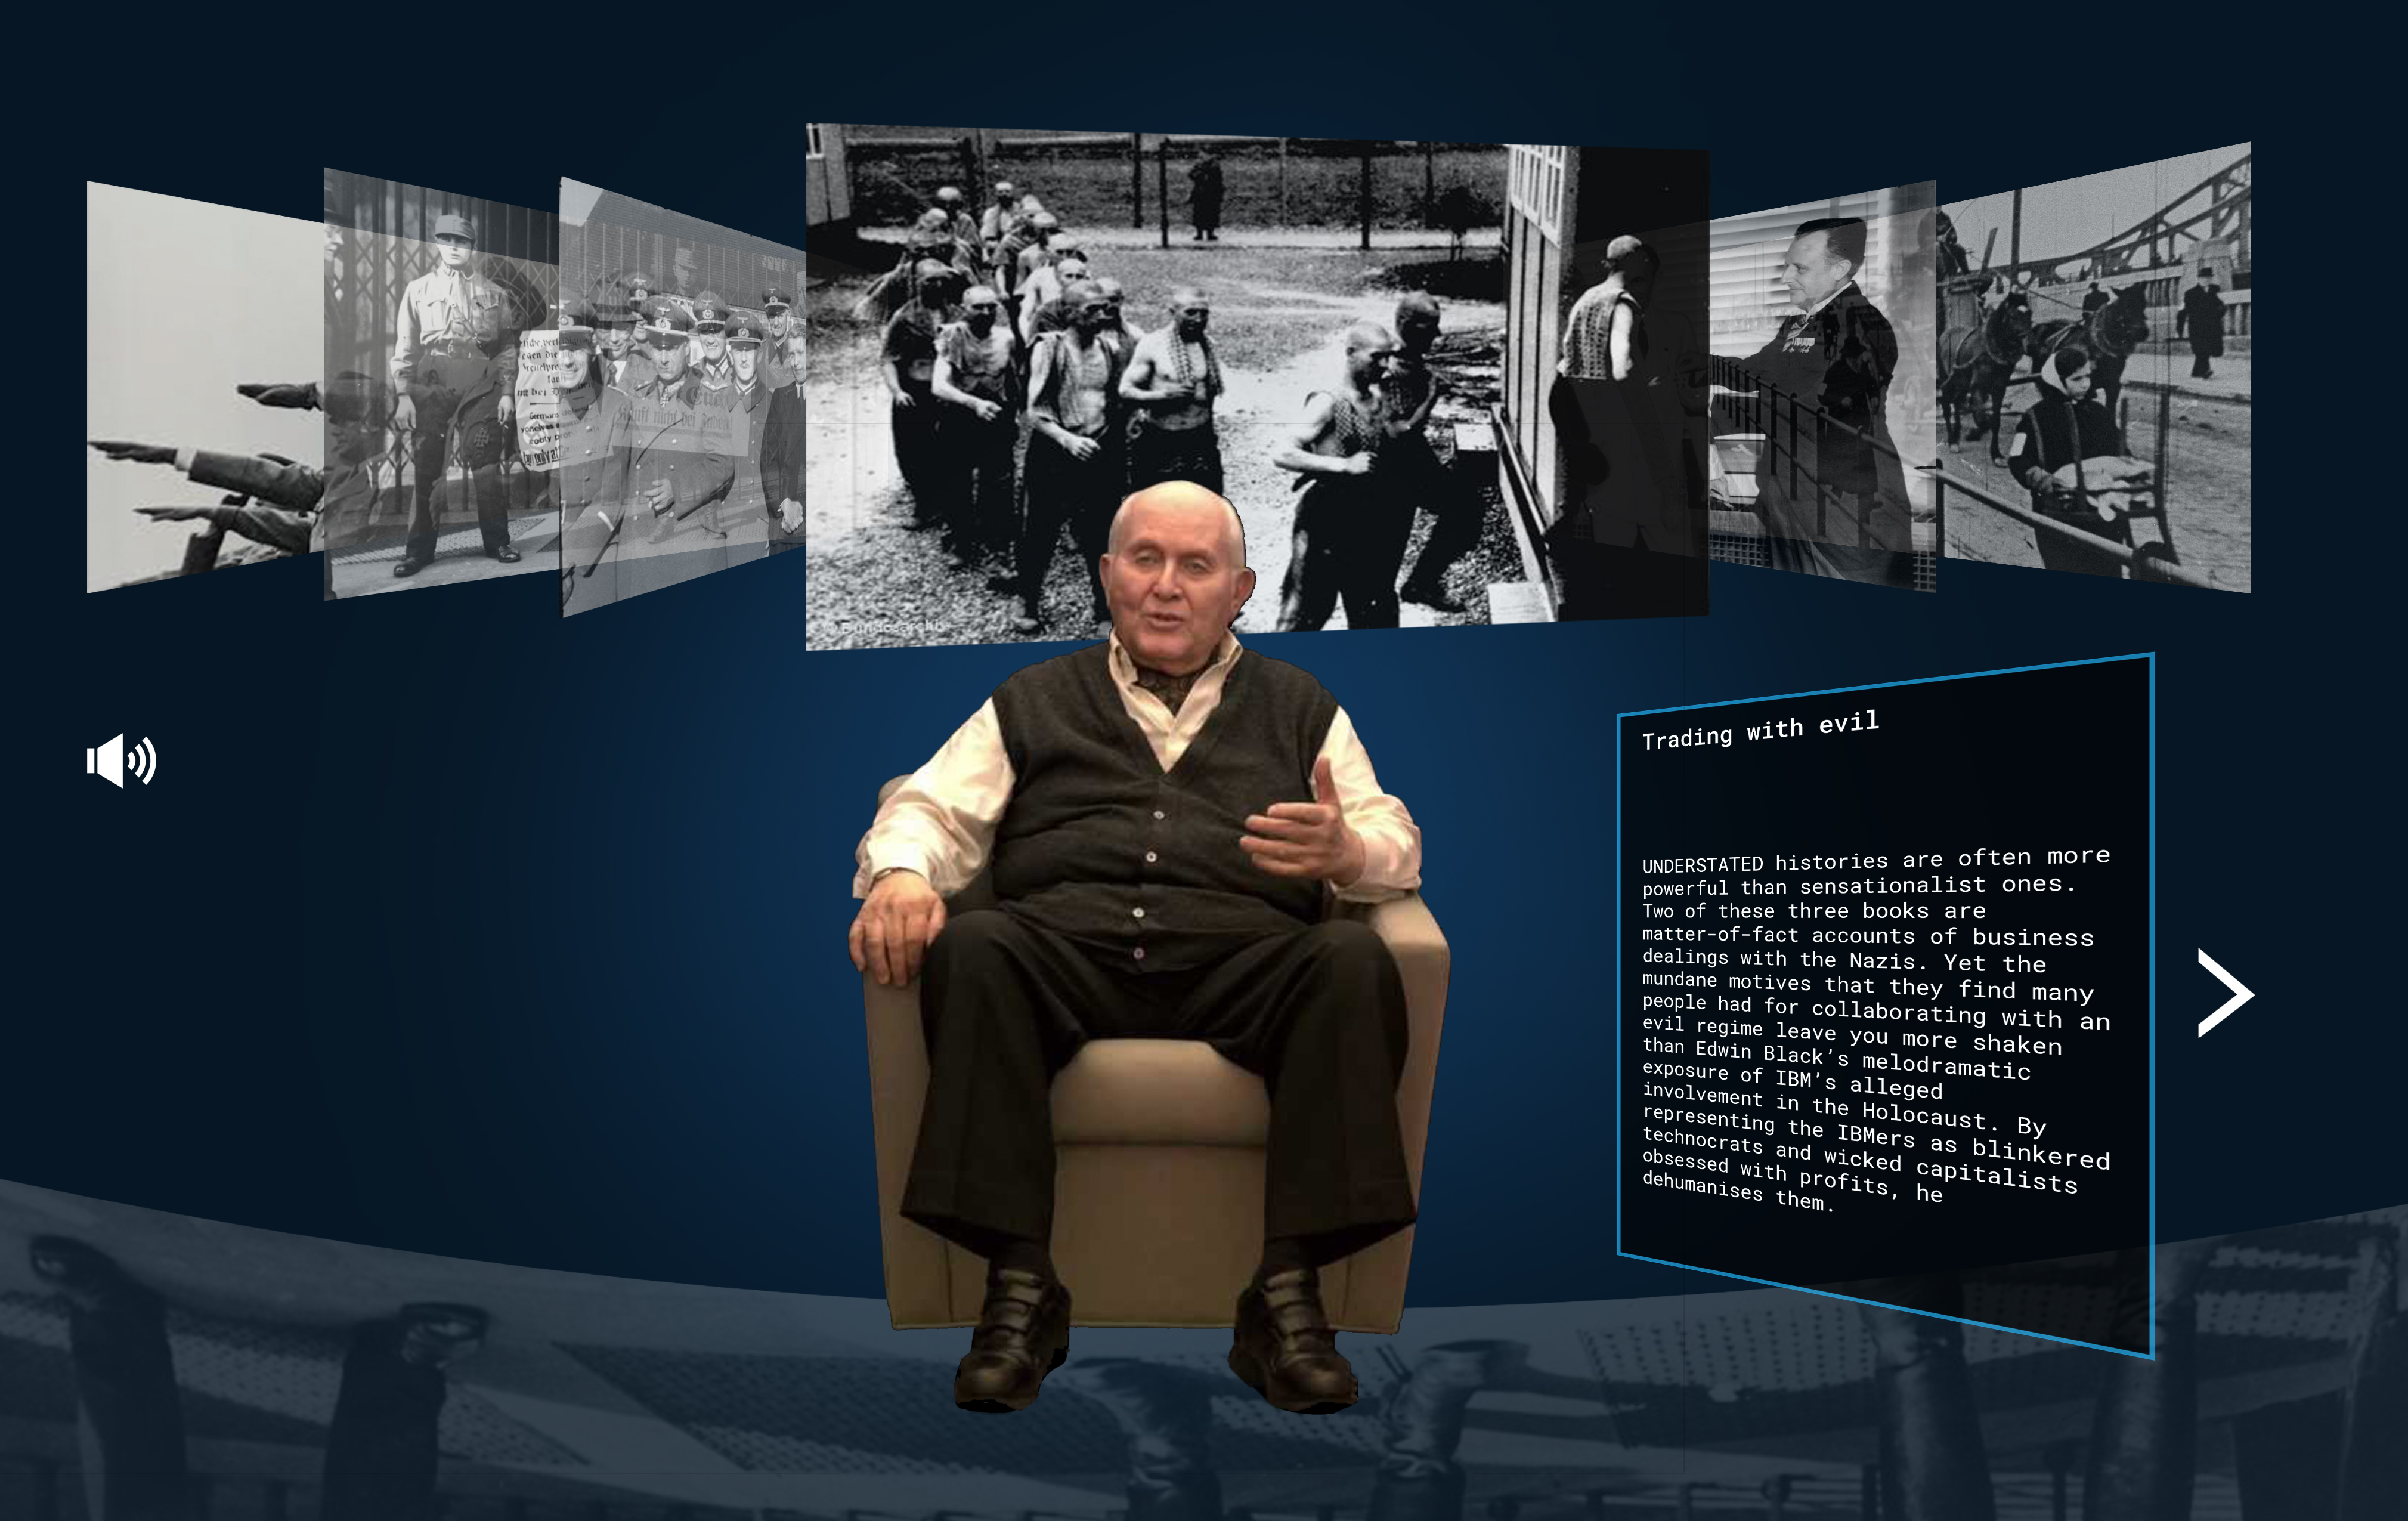 © Bundesarchiv
Trading with evil
UNDERSTATED histories are often more
powerful than sensationalist ones.
Two of these three books are
matter-of-fact accounts of business
dealings with the Nazis. Yet the
mundane motives that they find many
people had for collaborating with an
evil regime leave you more shaken
than Edwin Black’s melodramatic
exposure of IBM’s alleged
involvement in the Holocaust. By
representing the IBMers as blinkered
technocrats and wicked capitalists
obsessed with profits, he
dehumanises them.